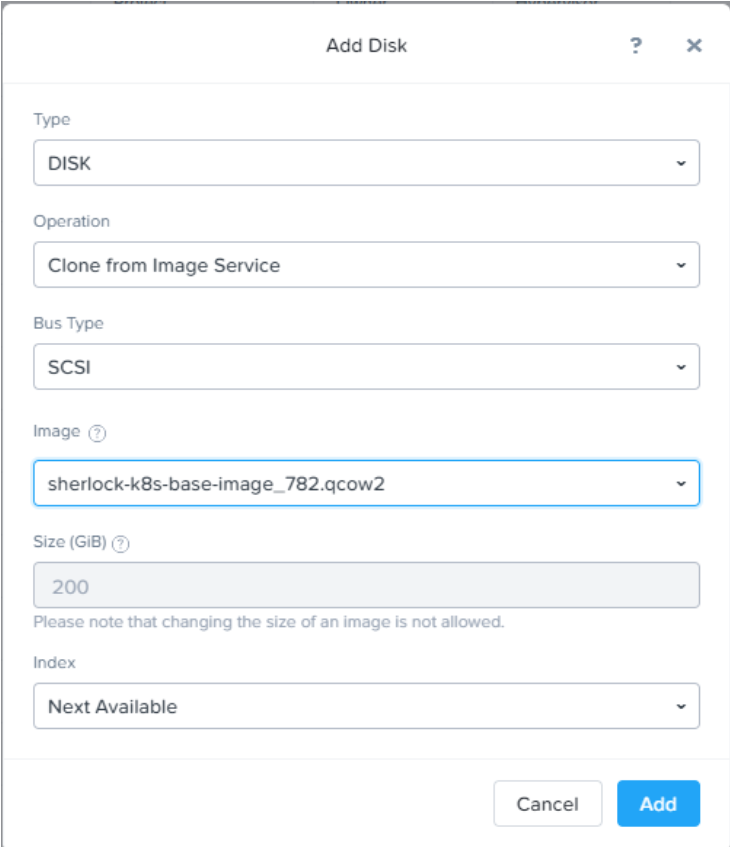 Add Disk ? ×
Type
DISK
Operation
Clone from Image Service
Bus Type
SCSI
Image ?
sherlock-k8s-base-image_782.qcow2
Size (GiB) ?
200
Please note that changing the size of an image is not allowed.
Index
Next Available
Cancel Add